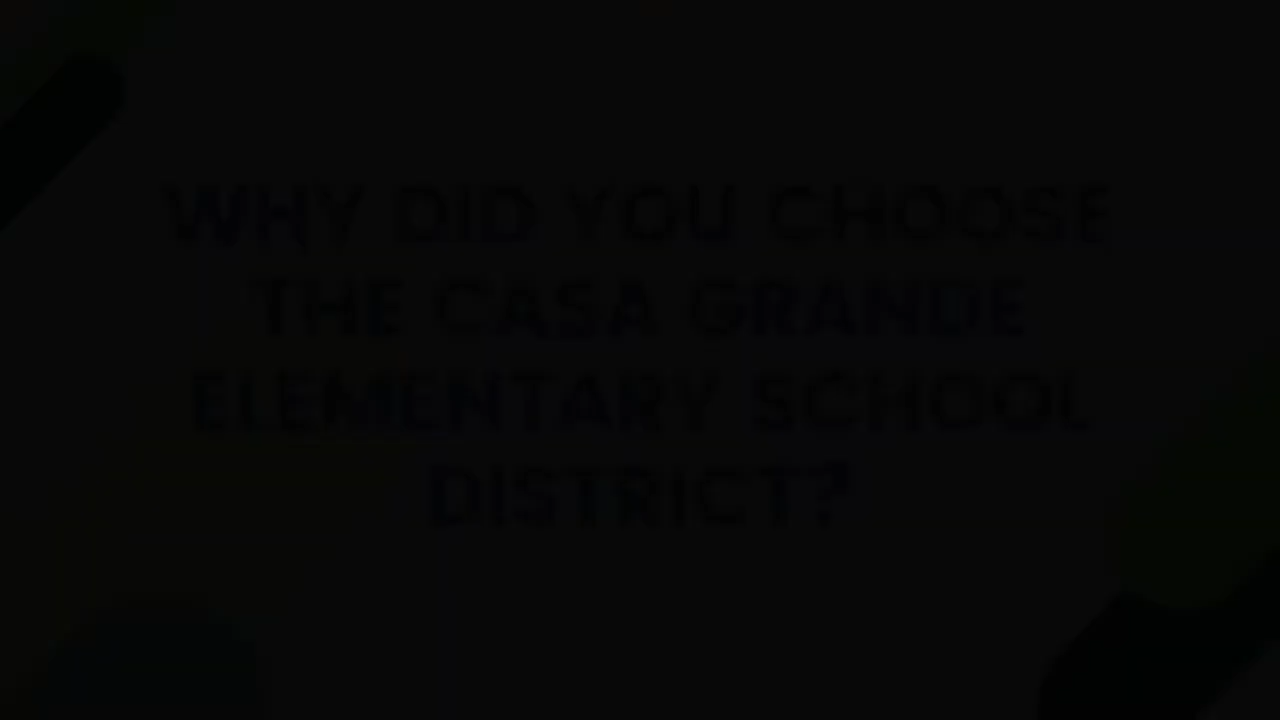 WHY DID YOU CHOOSE
THE CASA GRANDE
ELEMENTARY SCHOOL
DISTRICT?